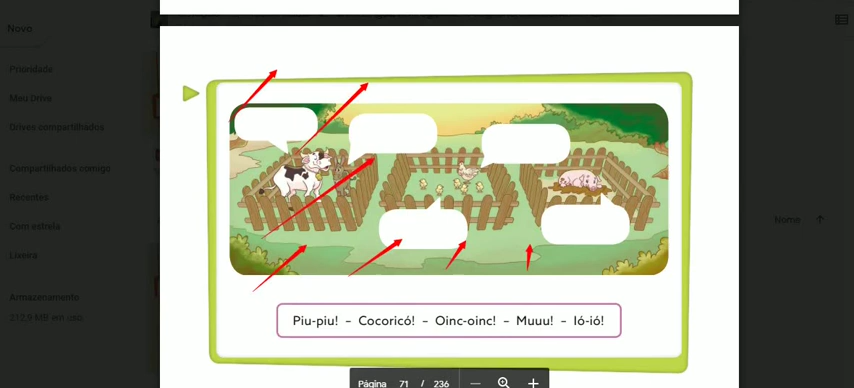 Novo
Prioridade
Meu Drive
Drives compartilhados
Compartilhados comigo
Recentes
Com estrela
Lixeira
Armazenamento
212,9 MB em uso
Nome
Piu-piu! – Cocoricó! – Oinc-oinc! – Muuu! – Ió-ió!
Página 71 / 236